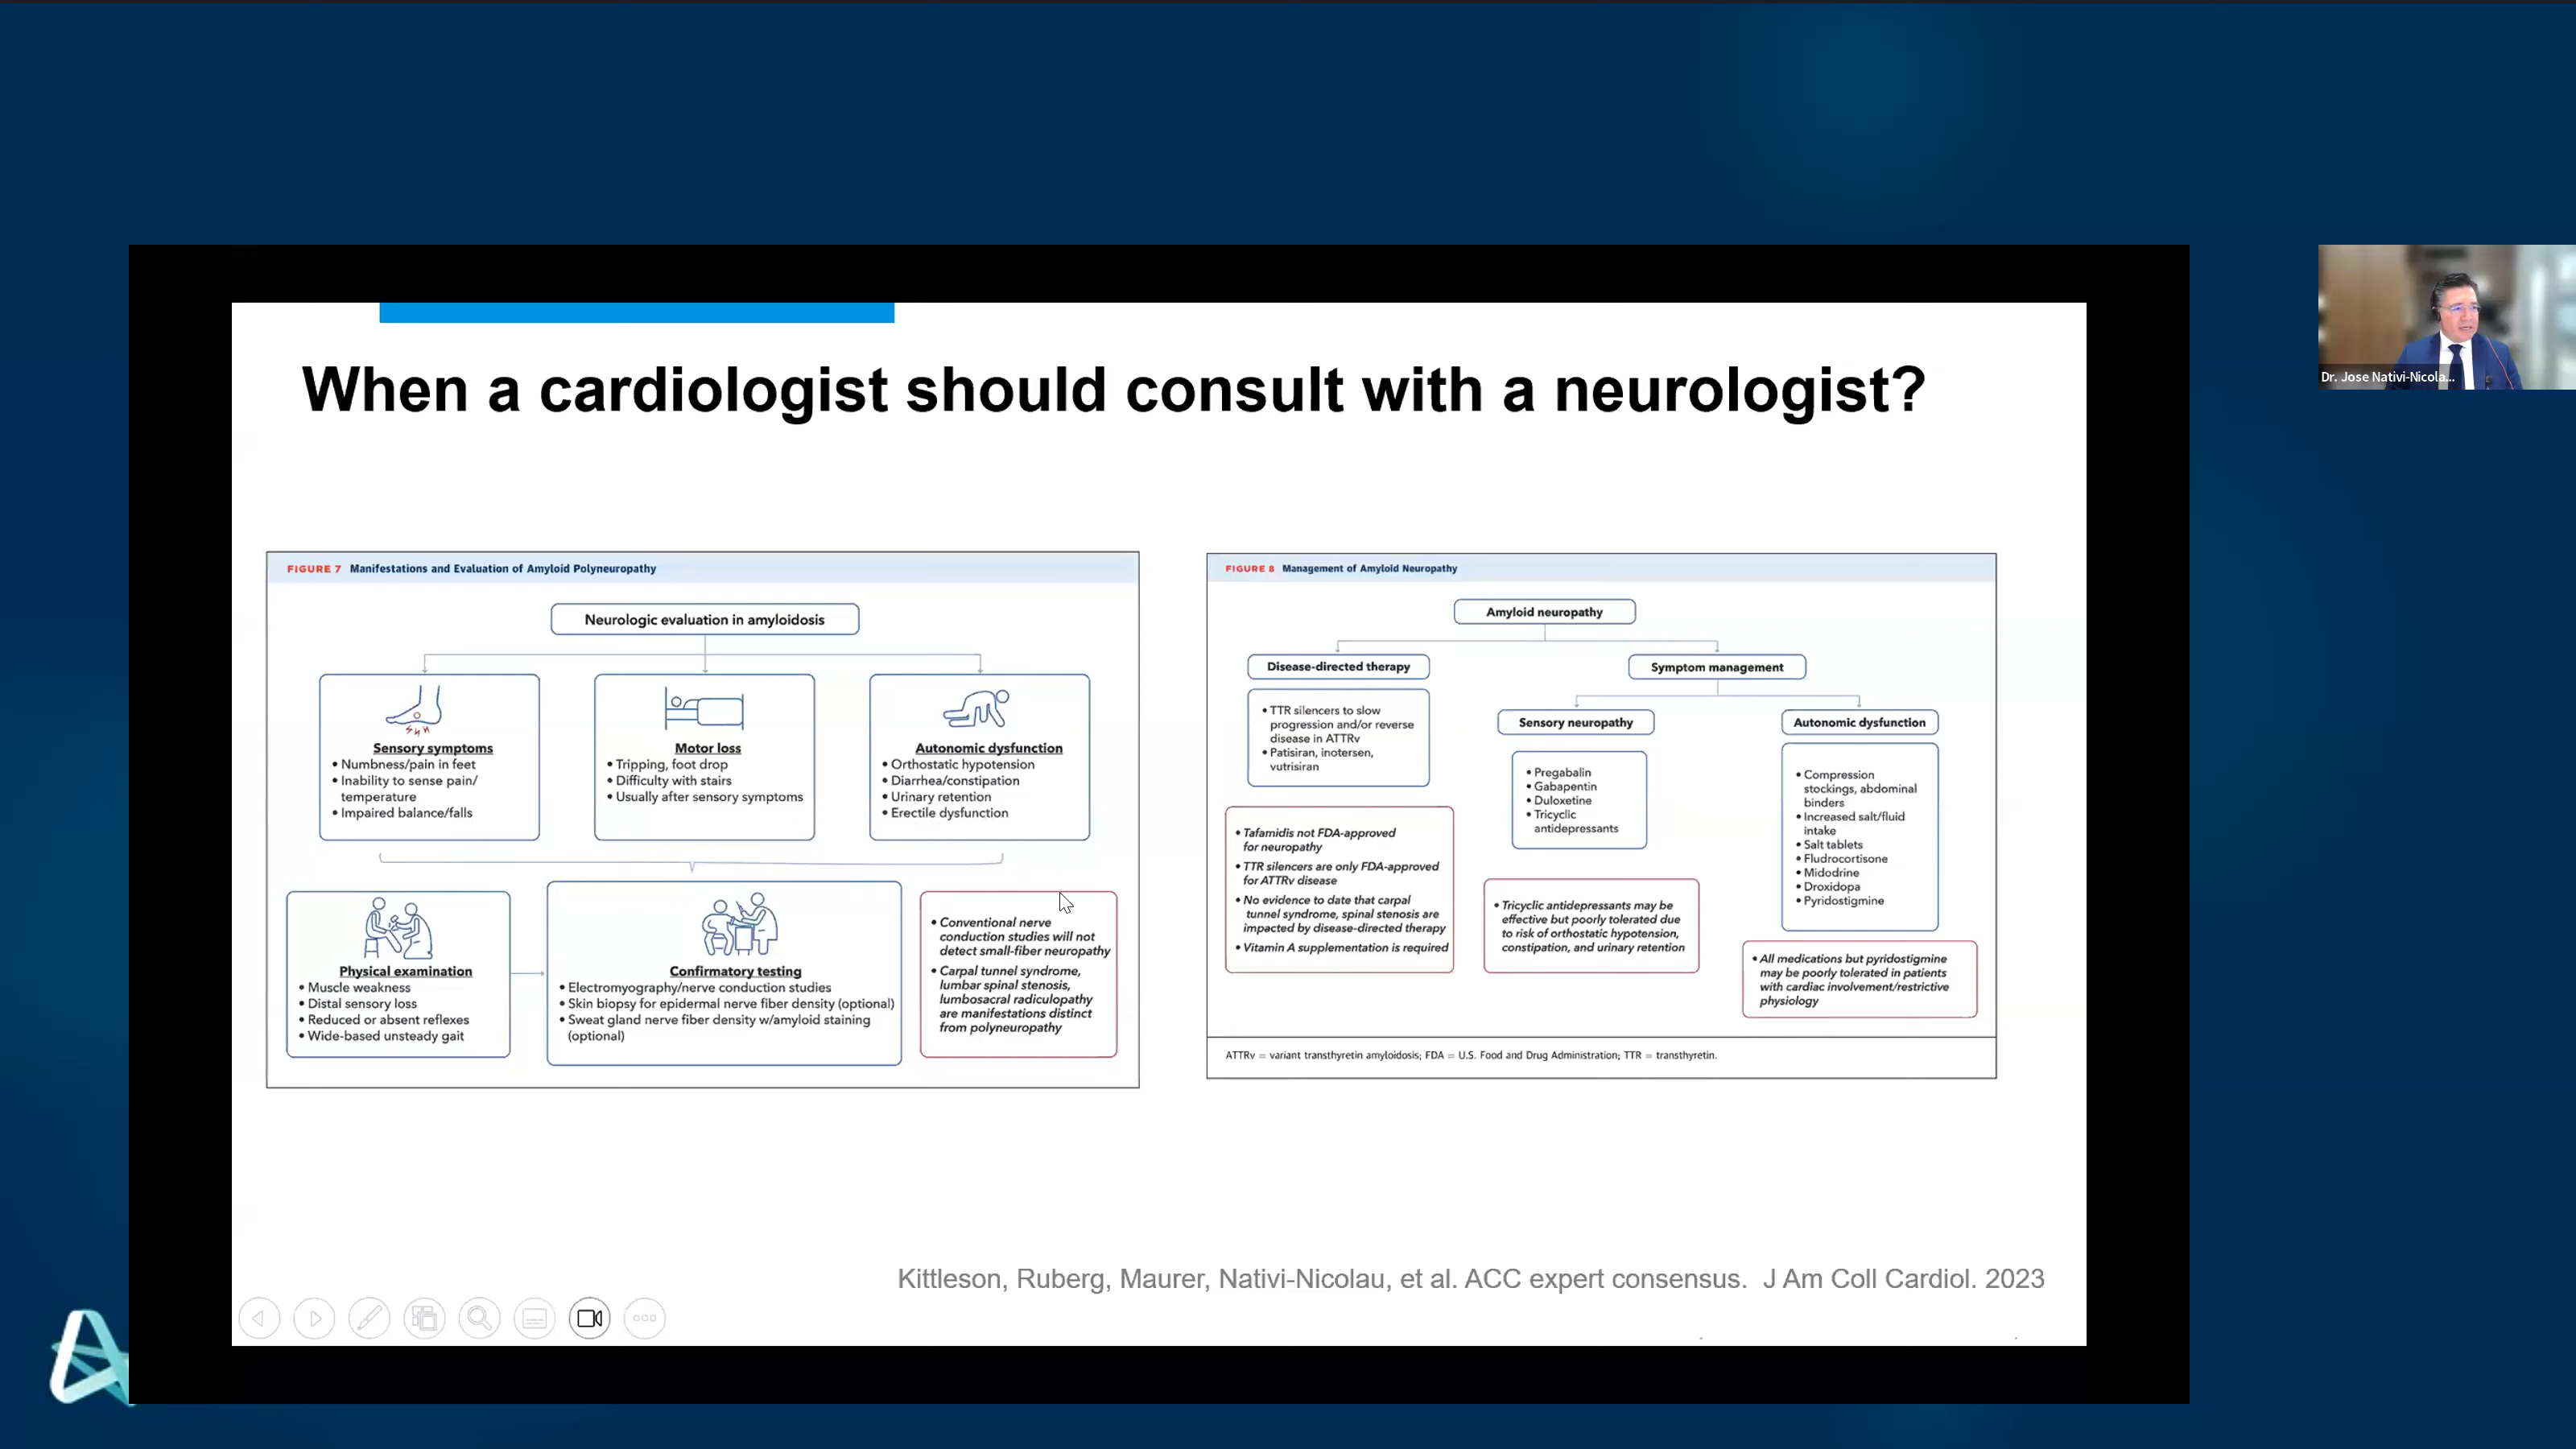 When a cardiologist should consult with a neurologist?
Dr. Jose Nativi-Nicola...
FIGURE 7 Manifestations and Evaluation of Amyloid Polyneuropathy
Neurologic evaluation in amyloidosis
Sensory symptoms
• Numbness/pain in feet
• Inability to sense pain/
temperature
• Impaired balance/falls
Motor loss
• Tripping, foot drop
• Difficulty with stairs
• Usually after sensory symptoms
Autonomic dysfunction
• Orthostatic hypotension
• Diarrhea/constipation
• Urinary retention
• Erectile dysfunction
Physical examination
• Muscle weakness
• Distal sensory loss
• Reduced or absent reflexes
• Wide-based unsteady gait
Confirmatory testing
• Electromyography/nerve conduction studies
• Skin biopsy for epidermal nerve fiber density (optional)
• Sweat gland nerve fiber density w/amyloid staining
(optional)
• Conventional nerve
conduction studies will not
detect small-fiber neuropathy
• Carpal tunnel syndrome,
lumbar spinal stenosis,
lumbosacral radiculopathy
are manifestations distinct
from polyneuropathy
FIGURE 8 Management of Amyloid Neuropathy
Amyloid neuropathy
Disease-directed therapy
• TTR silencers to slow
progression and/or reverse
disease in ATTRv
• Patisiran, inotersen,
vutrisiran
• Tafamidis not FDA-approved
for neuropathy
• TTR silencers are only FDA-approved
for ATTRv disease
• No evidence to date that carpal
tunnel syndrome, spinal stenosis are
impacted by disease-directed therapy
• Vitamin A supplementation is required
Symptom management
Sensory neuropathy
• Pregabalin
• Gabapentin
• Duloxetine
• Tricyclic
antidepressants
• Tricyclic antidepressants may be
effective but poorly tolerated due
to risk of orthostatic hypotension,
constipation, and urinary retention
Autonomic dysfunction
• Compression
stockings, abdominal
binders
• Increased salt/fluid
intake
• Salt tablets
• Fludrocortisone
• Midodrine
• Droxidopa
• Pyridostigmine
• All medications but pyridostigmine
may be poorly tolerated in patients
with cardiac involvement/restrictive
physiology
ATTRv = variant transthyretin amyloidosis; FDA = U.S. Food and Drug Administration; TTR = transthyretin.
Kittleson, Ruberg, Maurer, Nativi-Nicolau, et al. ACC expert consensus. J Am Coll Cardiol. 2023